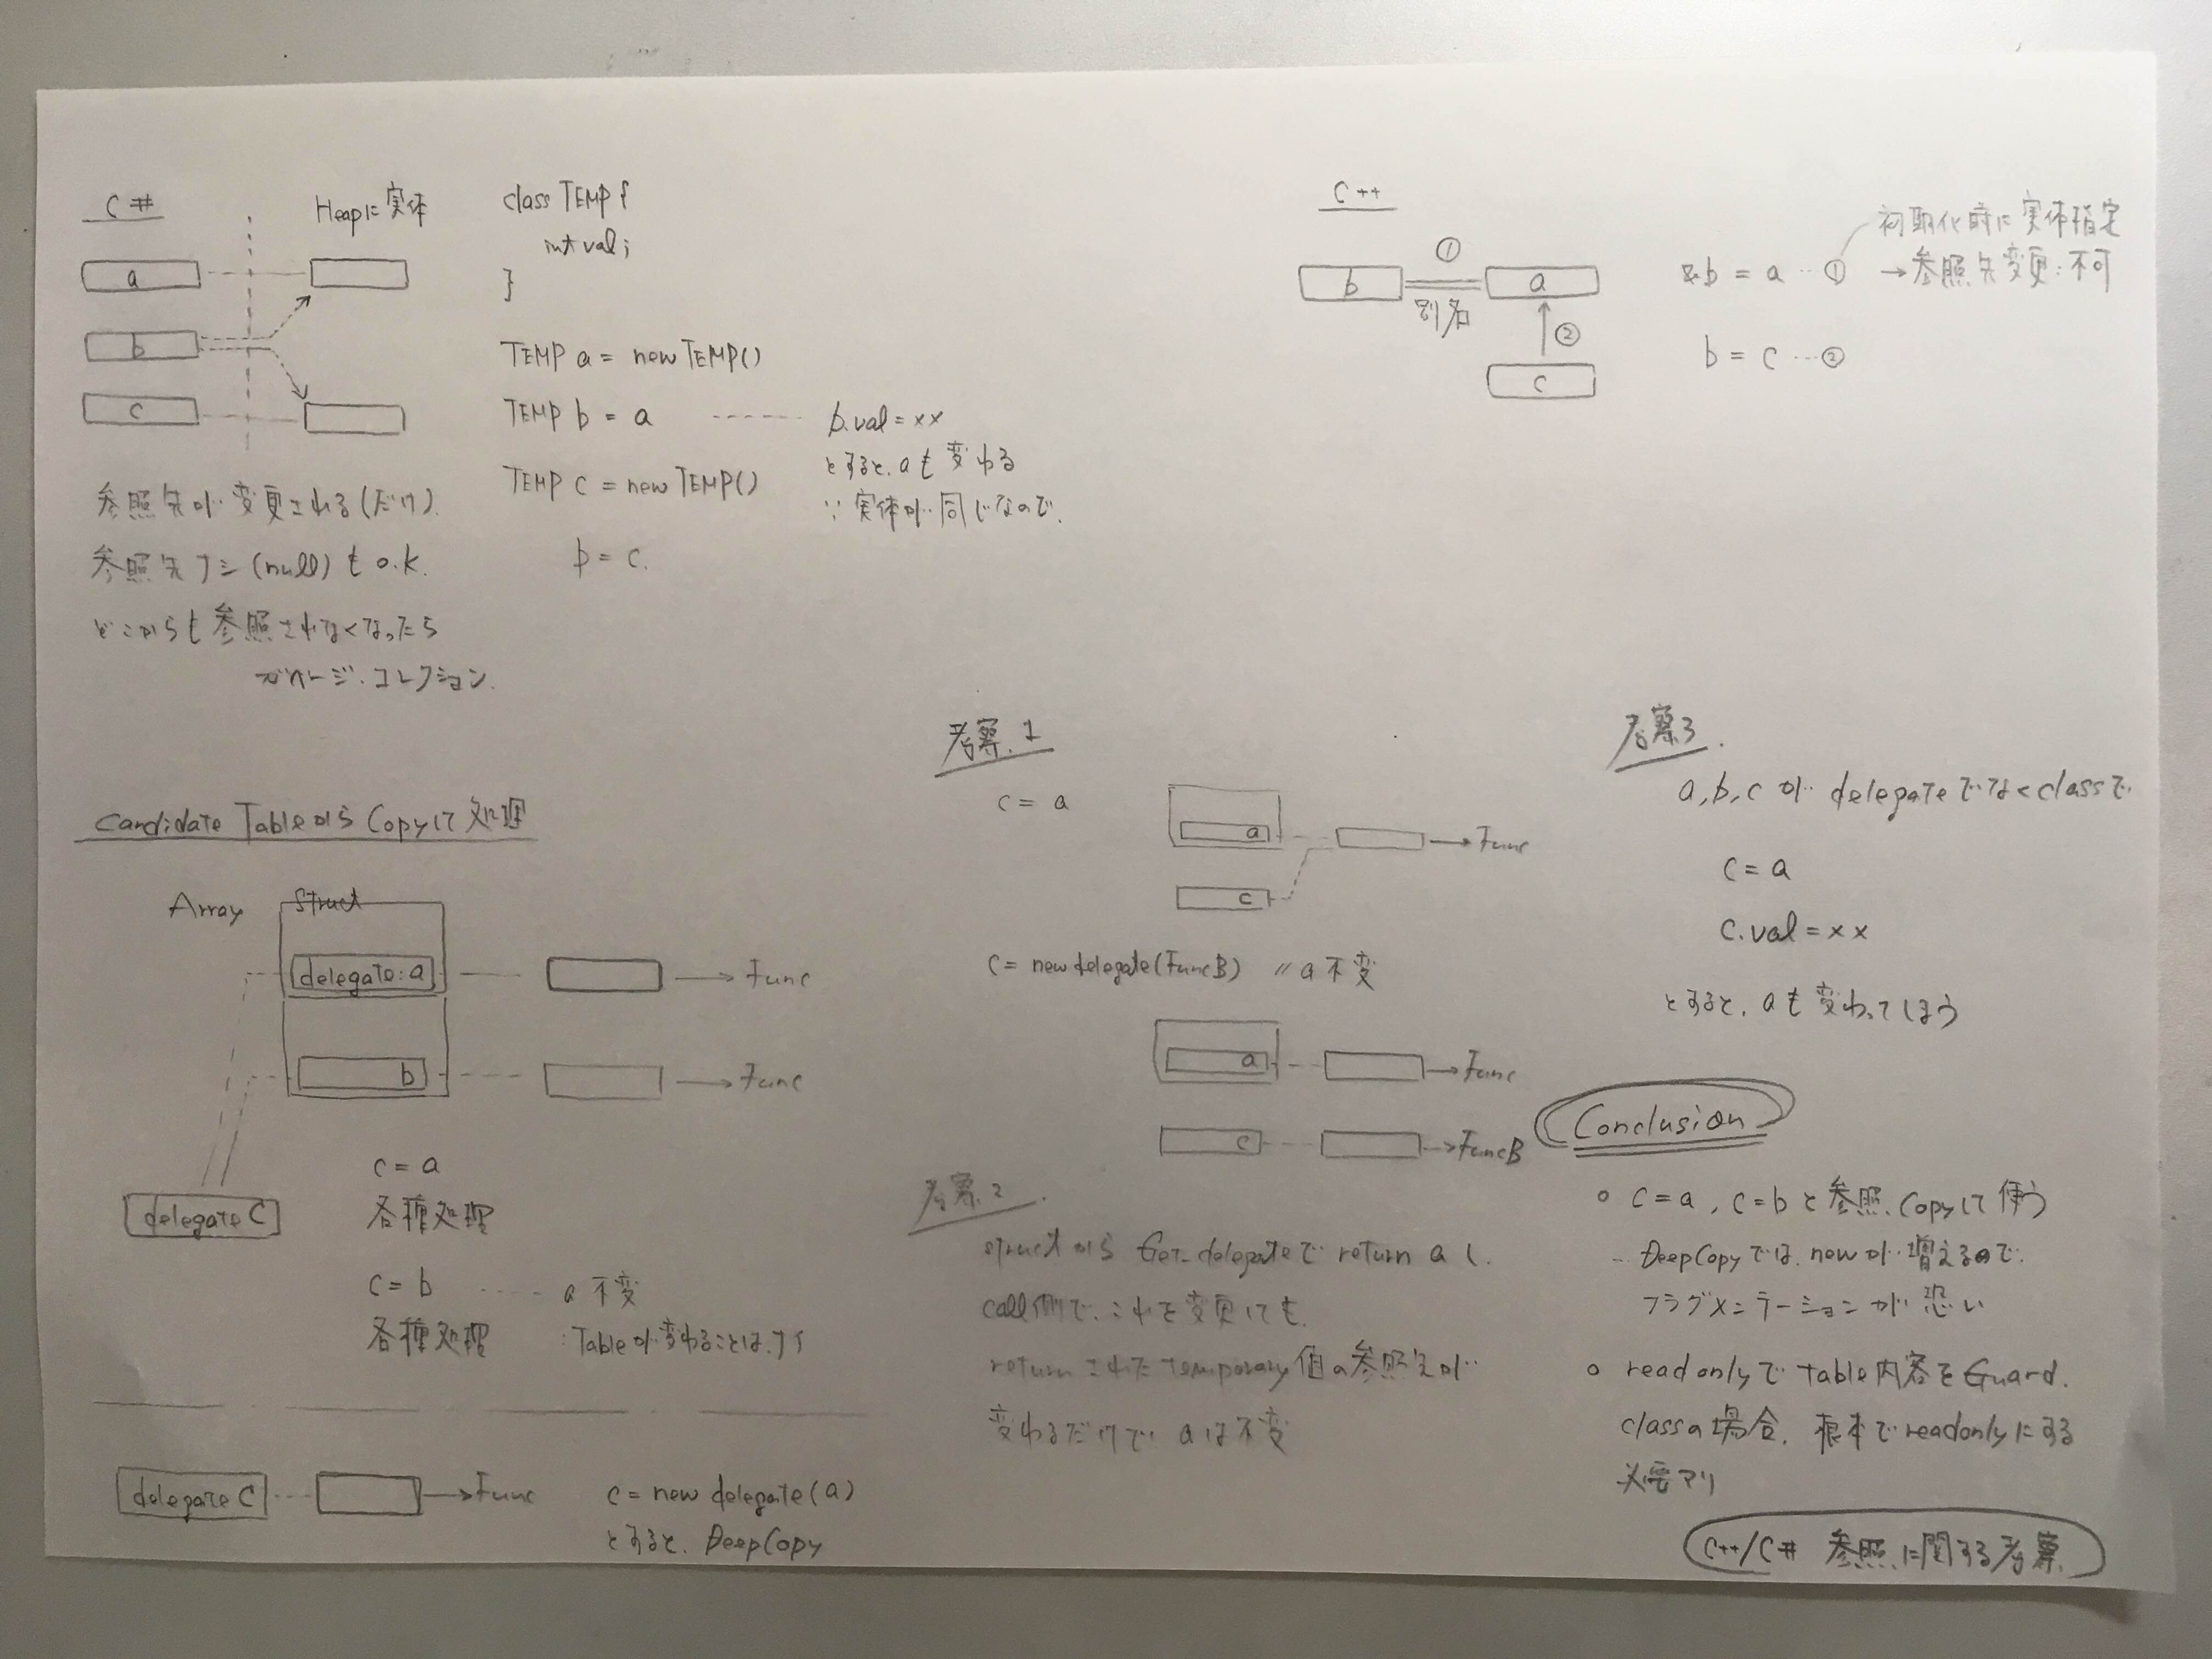 C#
Heapに実体
a
b
c
参照先が変更される(だけ).
参照先ナシ(null)もo.k.
どこからも参照されなくなったら
ガベージ・コレクション.
class TEMP {
int val;
}
TEMP a = new TEMP()
TEMP b = a
b.val = ××
とすると、aも変わる
∵ 実体が同じなので.
TEMP c = new TEMP()
b = c.
C++
①
b
a
別名
②
c
&b = a … ①
初期化時に実体指定
→参照先変更:不可
b = c … ②
Candidate TableからCopyして処理
Array
struct
delegate: a
Func
b
Func
delegate C
c = a
各種処理
c = b …… a 不変
各種処理 :Tableが変わることは、ナイ
delegate C
Func
c = new delegate(a)
とすると、DeepCopy
考察.1
c = a
a
Func
c
c = new delegate(FuncB) // a 不変
a
Func
c
FuncB
考察.2.
structから Get_delegateで return aし、
call側で、これを変更しても、
returnされたtemporary値の参照先が
変わるだけで aは不変
考察3.
a, b, c が delegateでなくclassで
c = a
c.val = ××
とすると、aも変わってしまう
Conclusion
○ c = a , c = b と参照、Copyして使う
… DeepCopyでは、newが増えるので、
フラグメンテーションが恐い
○ readonlyで table内容をGuard.
classの場合、根本でreadonlyにする
必要アリ
C++/C# 参照に関する考察